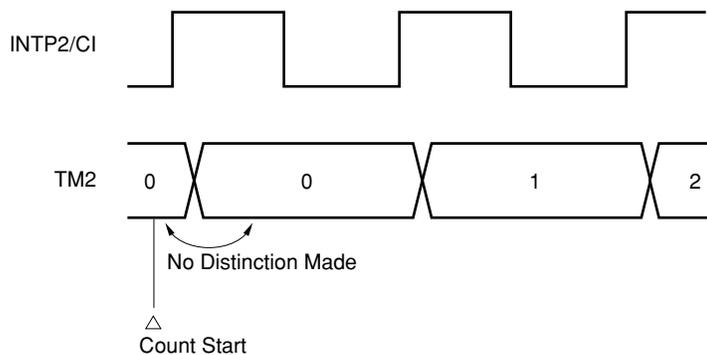 INTP2/CI
TM2
0
0
1
2
No Distinction Made
Count Start